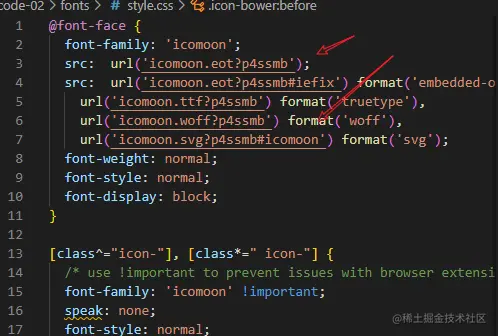 code-02 > fonts > # style.css > .icon-bower:before
1 @font-face {
2 font-family: 'icomoon';
3 src: url('icomoon.eot?p4ssmb');
4 src: url('icomoon.eot?p4ssmb#iefix') format('embedded-o
5 url('icomoon.ttf?p4ssmb') format('truetype'),
6 url('icomoon.woff?p4ssmb') format('woff'),
7 url('icomoon.svg?p4ssmb#icomoon') format('svg');
8 font-weight: normal;
9 font-style: normal;
10 font-display: block;
11 }
12
13 [class^="icon-"], [class*=" icon-"] {
14 /* use !important to prevent issues with browser extensi
15 font-family: 'icomoon' !important;
16 speak: none;
17 font-style: normal;
@稀土掘金技术社区